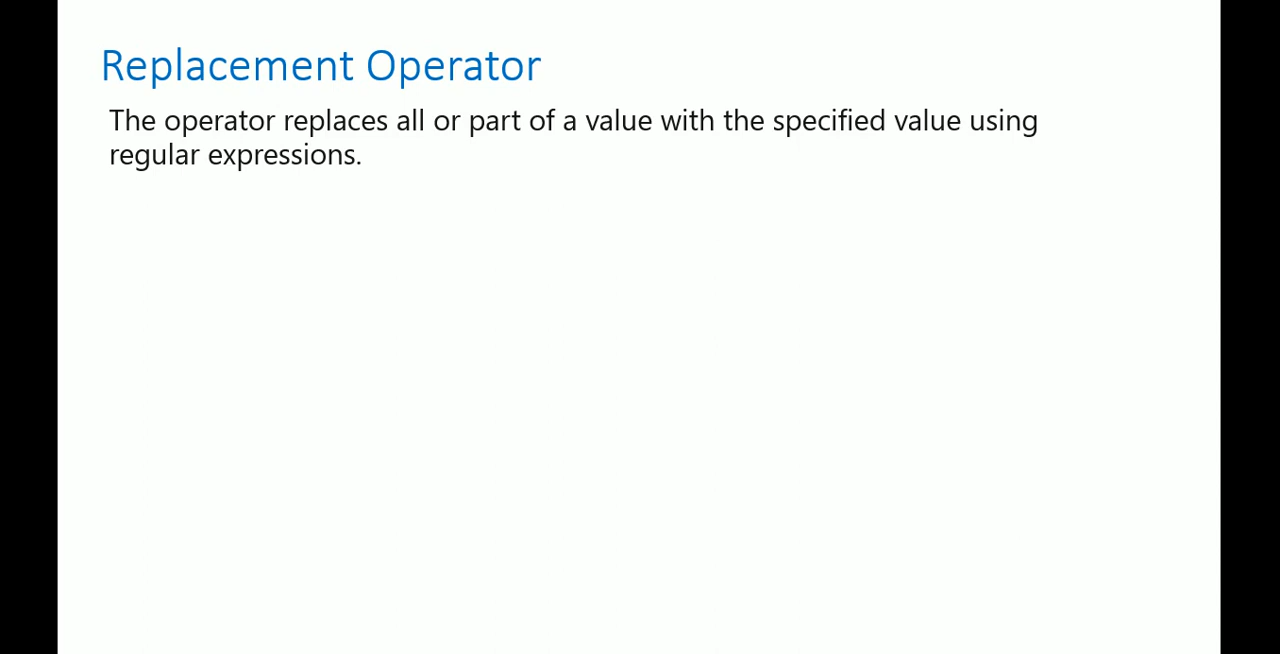 Replacement Operator
The operator replaces all or part of a value with the specified value using
regular expressions.